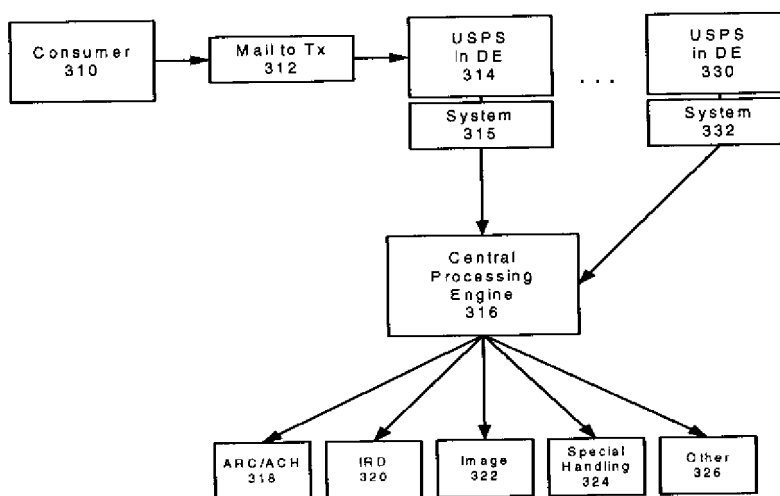 Consumer
310
Mail to Tx
312
USPS
In DE
314
System
315
. . .
USPS
in DE
330
System
332
Central
Processing
Engine
316
ARC/ACH
318
IRD
320
Image
322
Special
Handling
324
Other
326